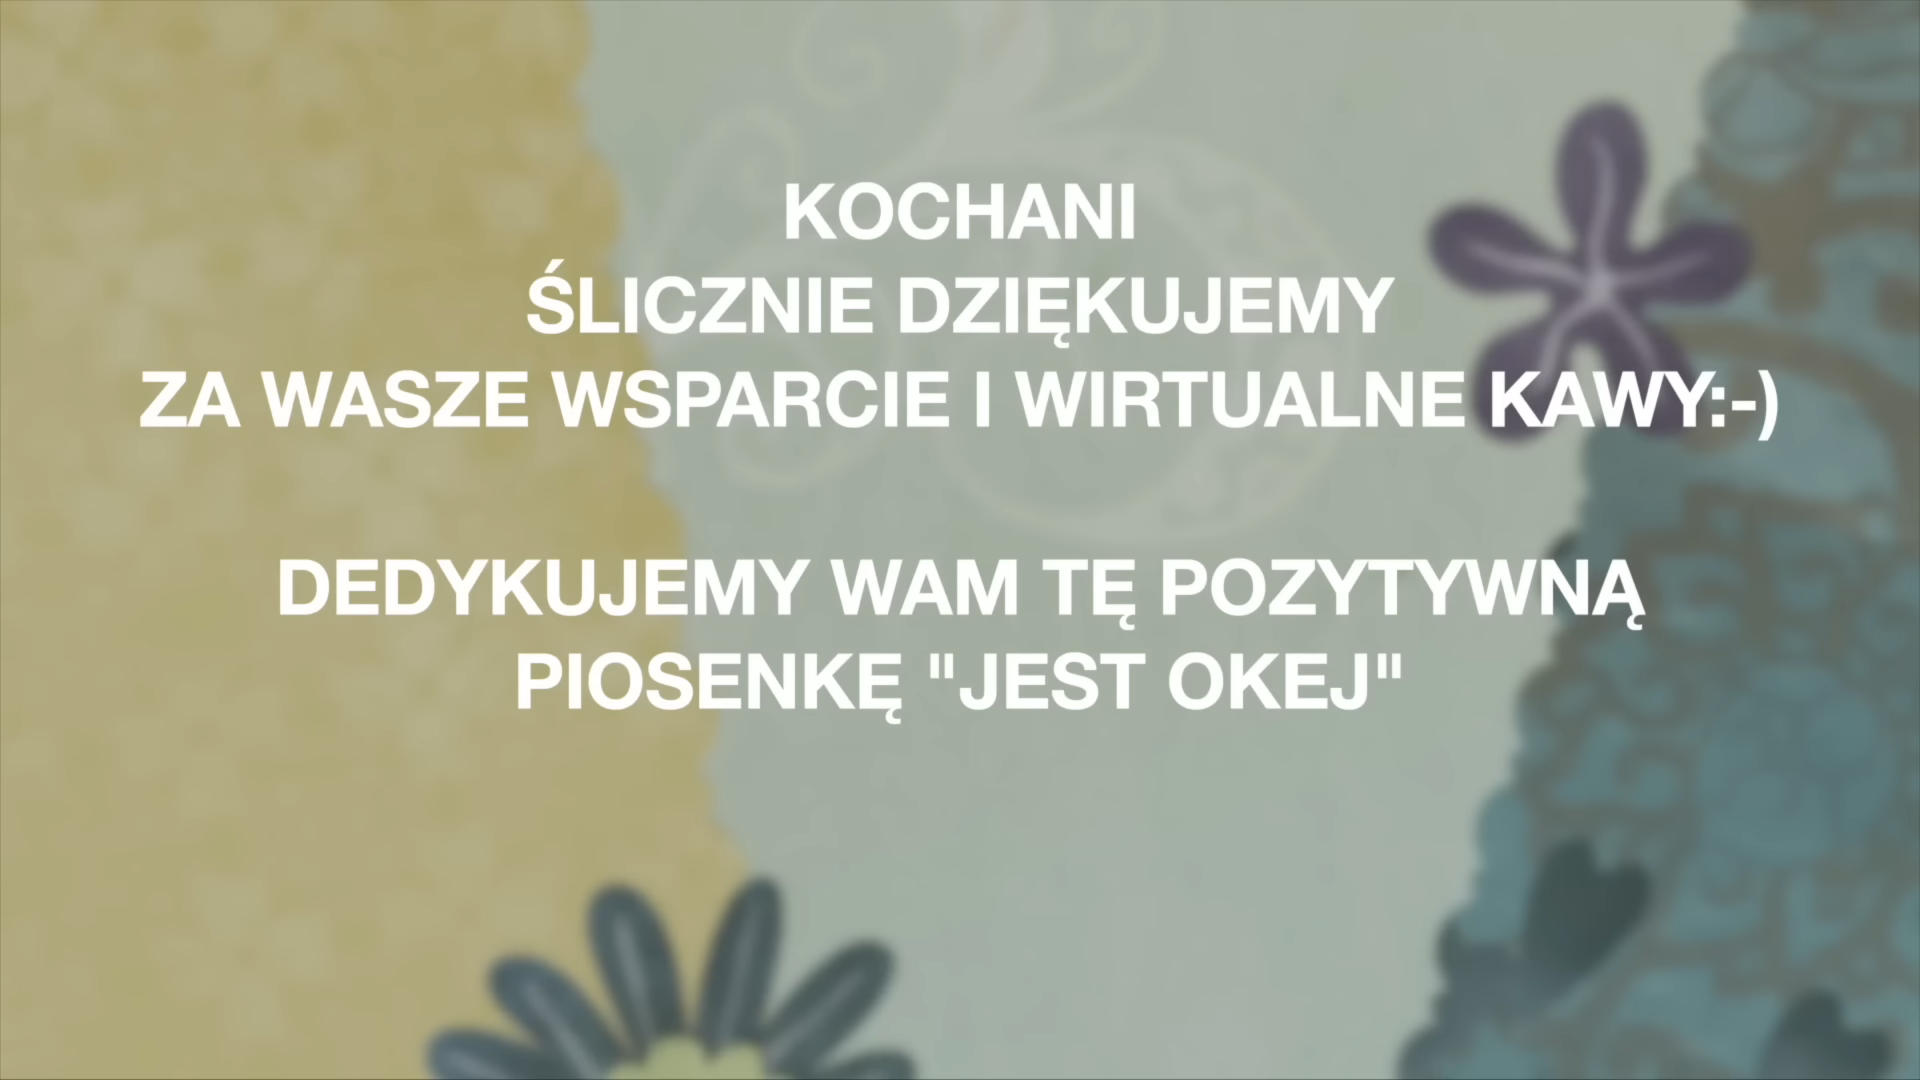 KOCHANI
ŚLICZNIE DZIĘKUJEMY
ZA WASZE WSPARCIE I WIRTUALNE KAWY:-)
DEDYKUJEMY WAM TĘ POZYTYWNĄ
PIOSENKĘ "JEST OKEJ"